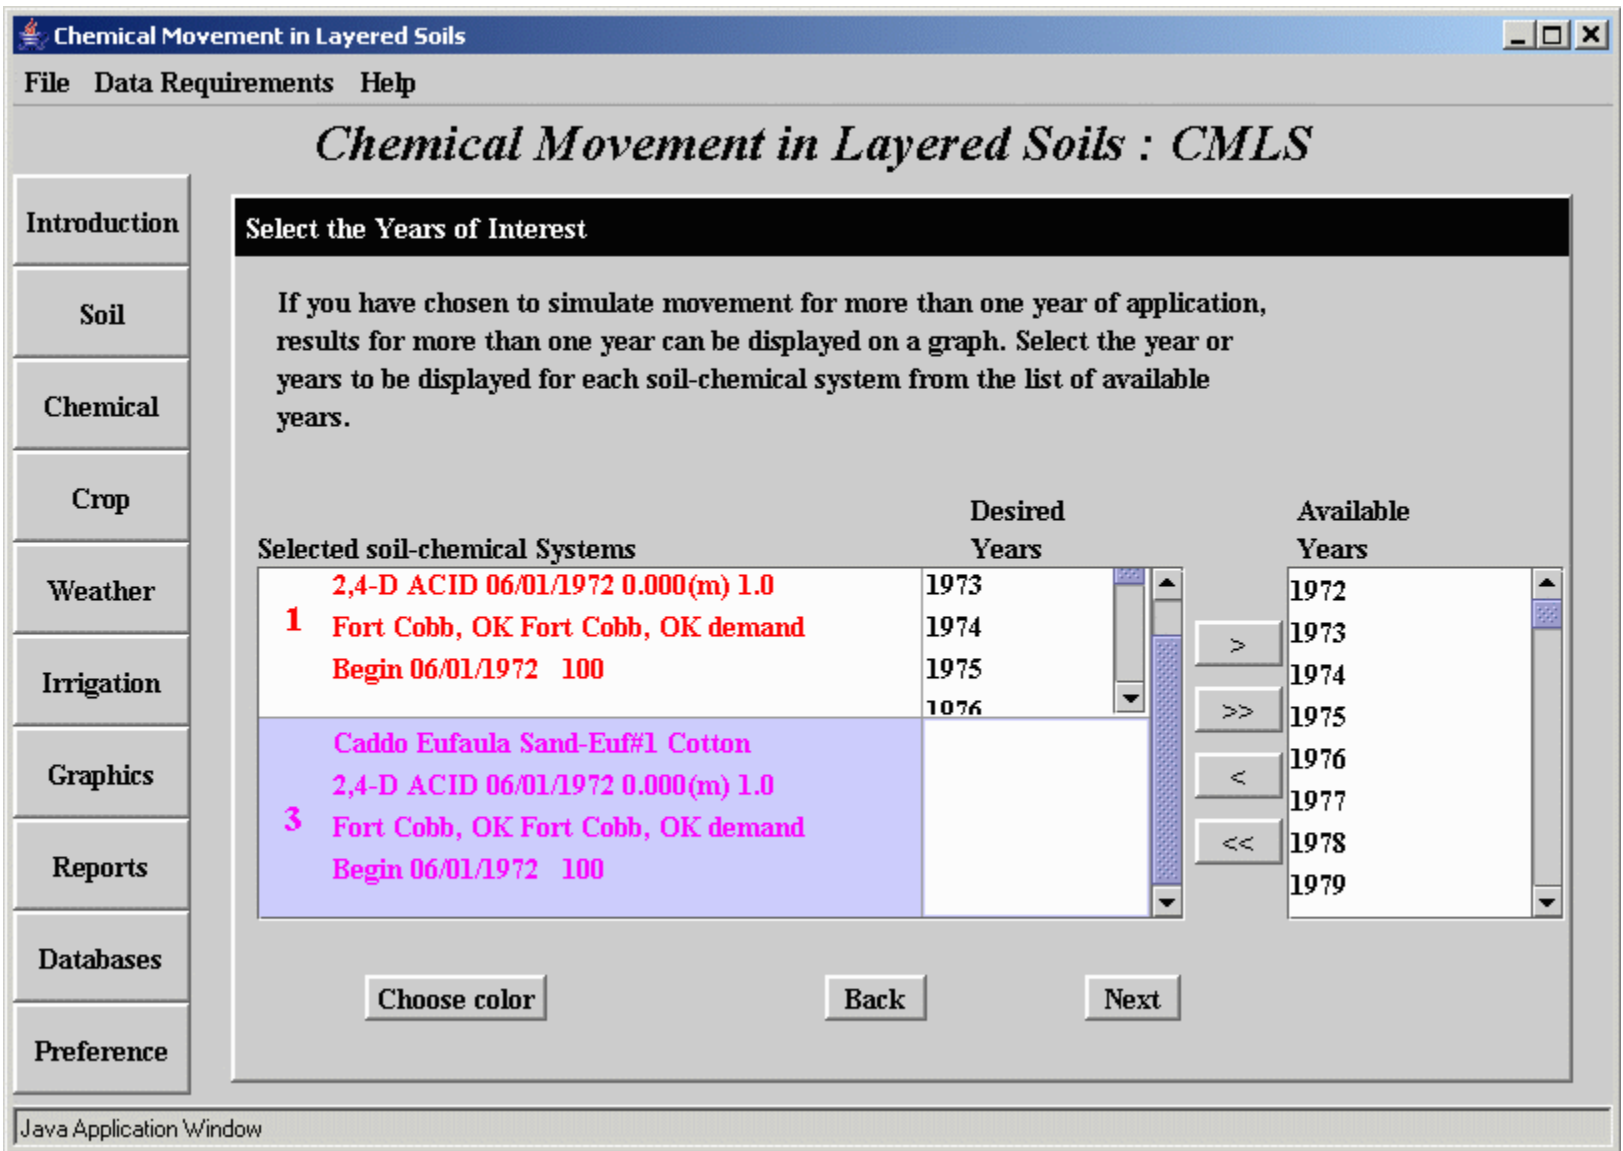 Chemical Movement in Layered Soils
File Data Requirements Help
Chemical Movement in Layered Soils : CMLS
Introduction
Soil
Chemical
Crop
Weather
Irrigation
Graphics
Reports
Databases
Preference
Select the Years of Interest
If you have chosen to simulate movement for more than one year of application,
results for more than one year can be displayed on a graph. Select the year or
years to be displayed for each soil-chemical system from the list of available
years.
Selected soil-chemical Systems
Desired
Years
Available
Years
1
2,4-D ACID 06/01/1972 0.000(m) 1.0
Fort Cobb, OK Fort Cobb, OK demand
Begin 06/01/1972 100
1973
1974
1975
1976
3
Caddo Eufaula Sand-Euf#1 Cotton
2,4-D ACID 06/01/1972 0.000(m) 1.0
Fort Cobb, OK Fort Cobb, OK demand
Begin 06/01/1972 100
>
>>
<
<<
1972
1973
1974
1975
1976
1977
1978
1979
Choose color
Back
Next
Java Application Window